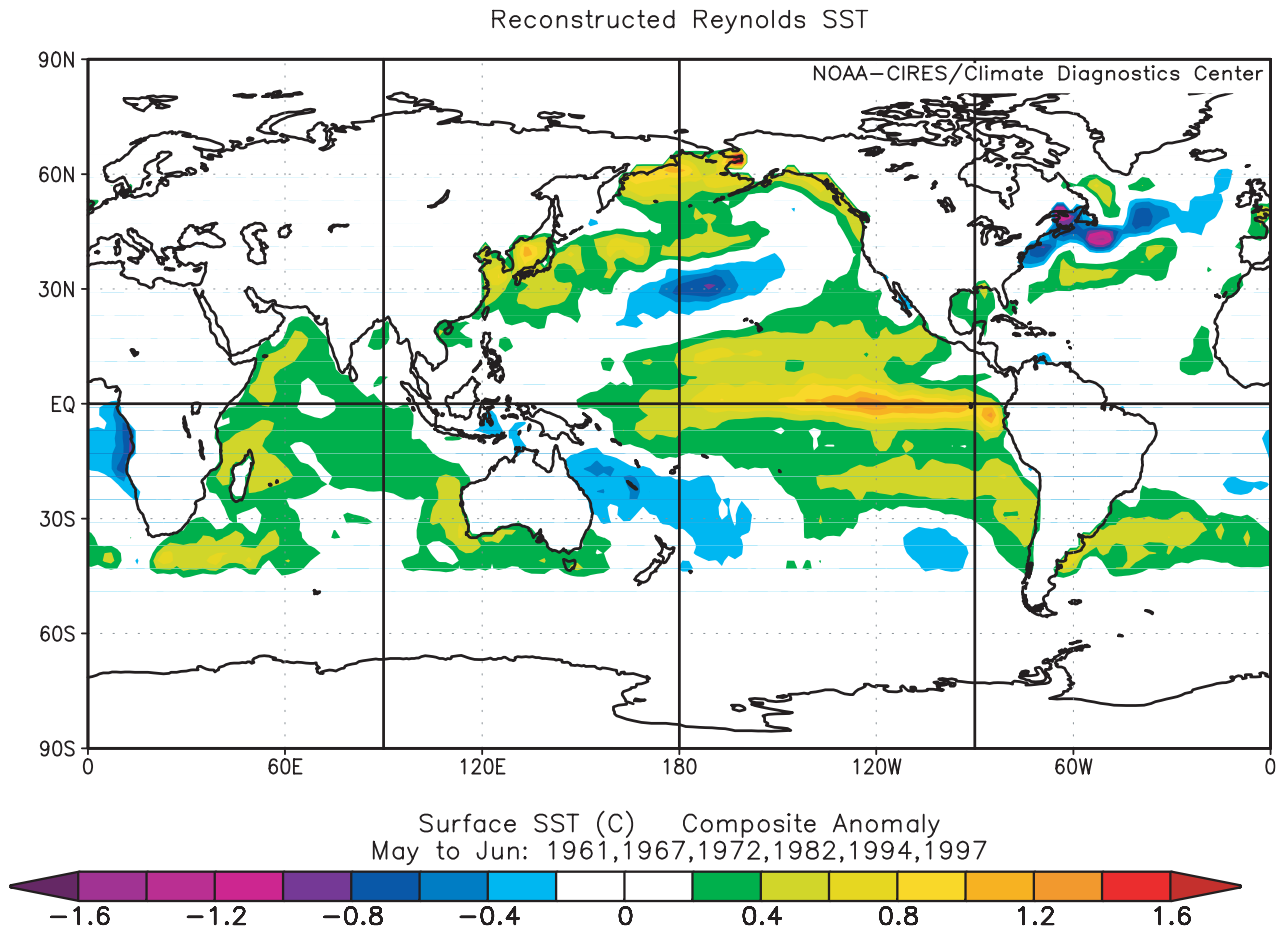 Reconstructed Reynolds SST
NOAA−CIRES/Climate Diagnostics Center
90N
60N
30N
EQ
30S
60S
90S
0 60E 120E 180 120W 60W 0
Surface SST (C) Composite Anomaly
May to Jun: 1961,1967,1972,1982,1994,1997
−1.6 −1.2 −0.8 −0.4 0 0.4 0.8 1.2 1.6